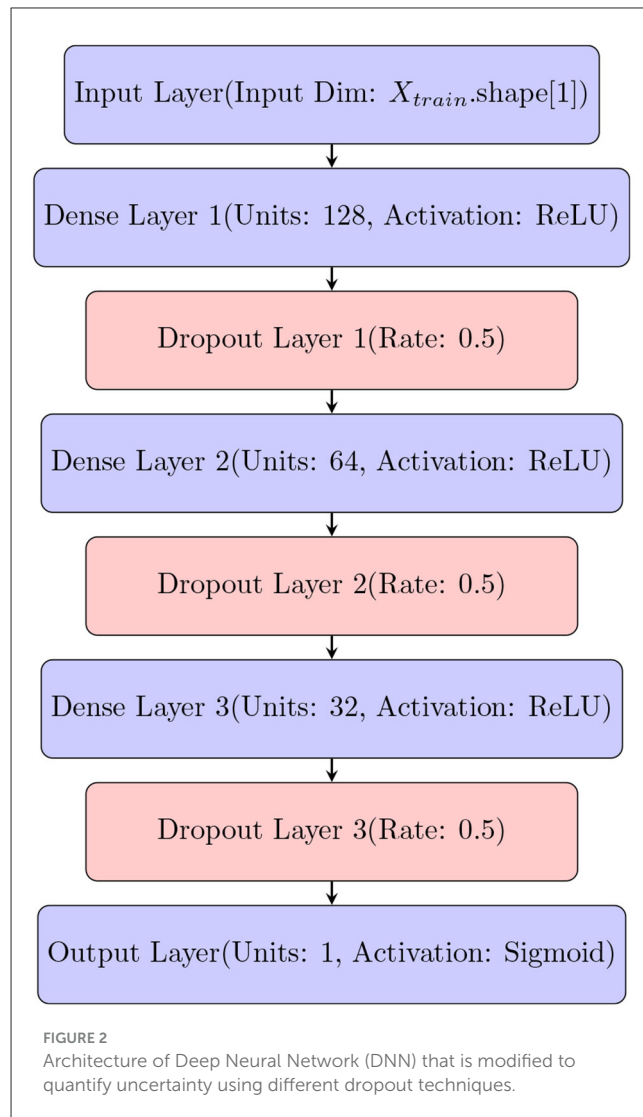 Input Layer(Input Dim: X_train.shape[1])
Dense Layer 1(Units: 128, Activation: ReLU)
Dropout Layer 1(Rate: 0.5)
Dense Layer 2(Units: 64, Activation: ReLU)
Dropout Layer 2(Rate: 0.5)
Dense Layer 3(Units: 32, Activation: ReLU)
Dropout Layer 3(Rate: 0.5)
Output Layer(Units: 1, Activation: Sigmoid)
FIGURE 2
Architecture of Deep Neural Network (DNN) that is modified to
quantify uncertainty using different dropout techniques.